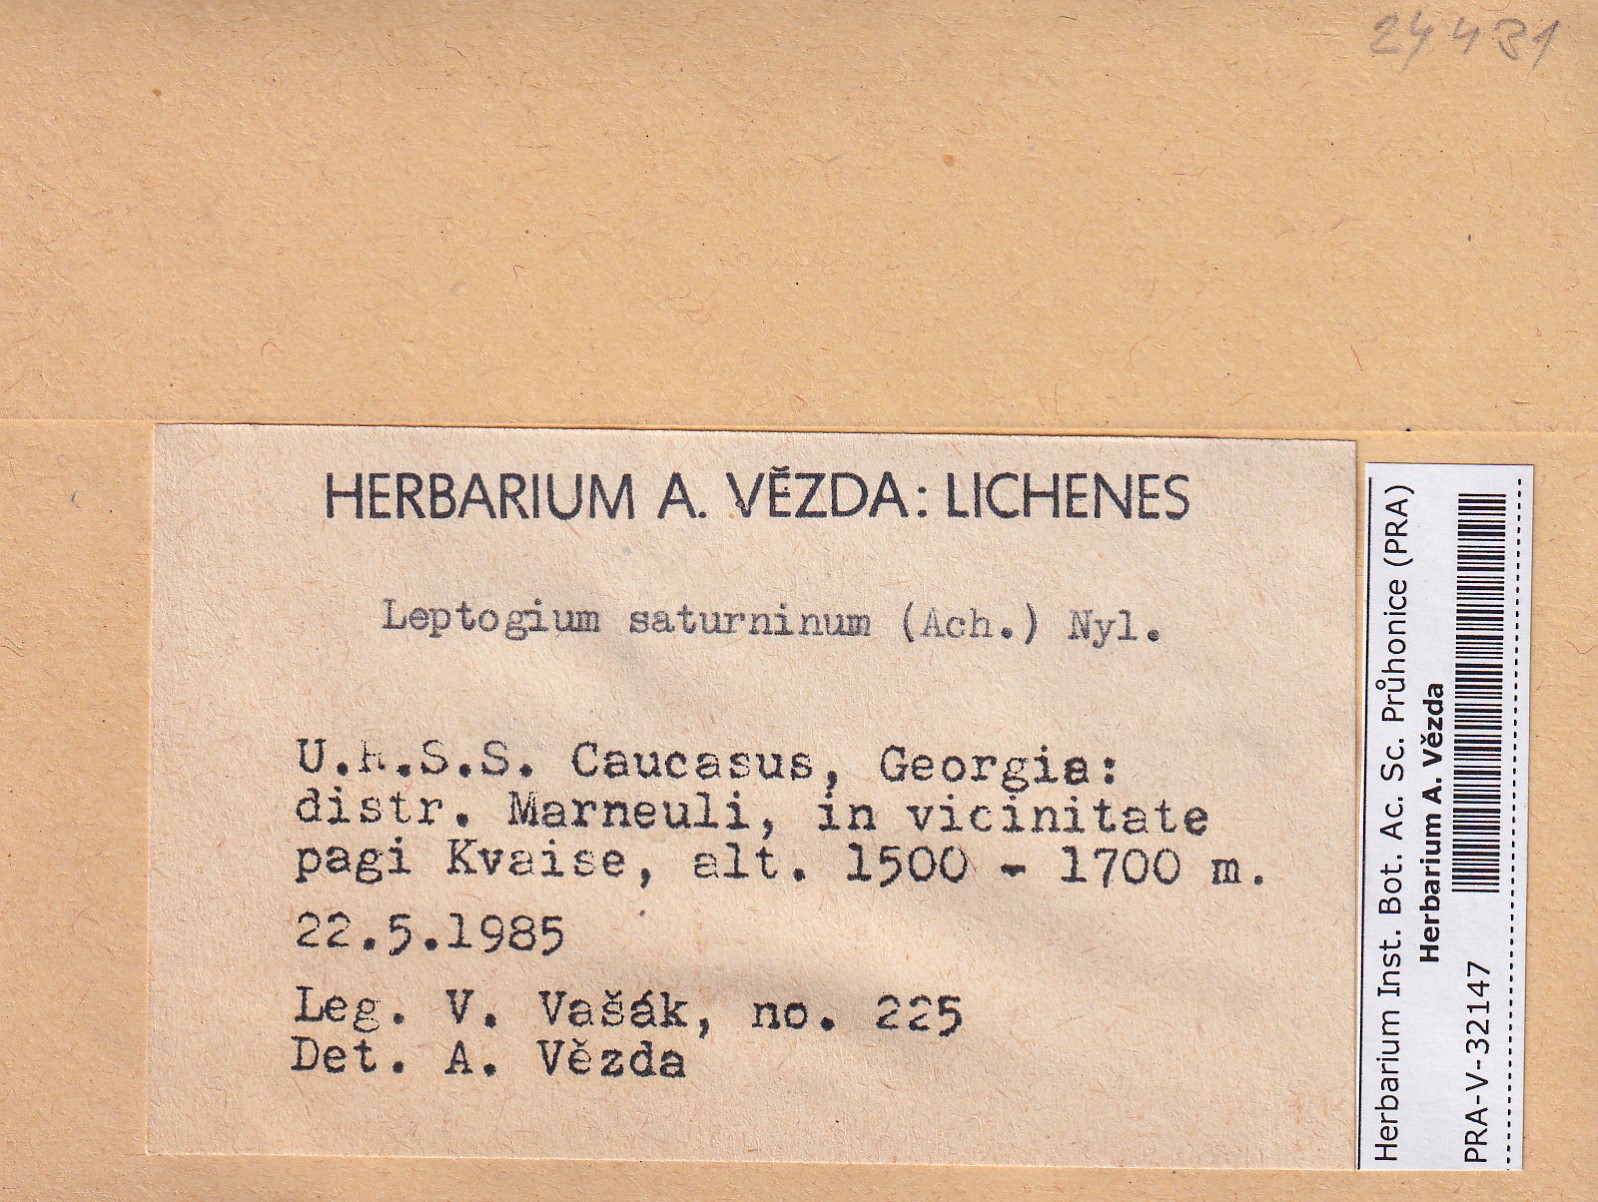 24431
HERBARIUM A. VĚZDA: LICHENES
Leptogium saturninum (Ach.) Nyl.
U.R.S.S. Caucasus, Georgia:
distr. Marneuli, in vicinitate
pagi Kvaise, alt. 1500 - 1700 m.
22.5.1985
Leg. V. Vašák, no. 225
Det. A. Vězda
Herbarium Inst. Bot. Ac. Sc. Průhonice (PRA)
Herbarium A. Vězda
PRA-V-32147